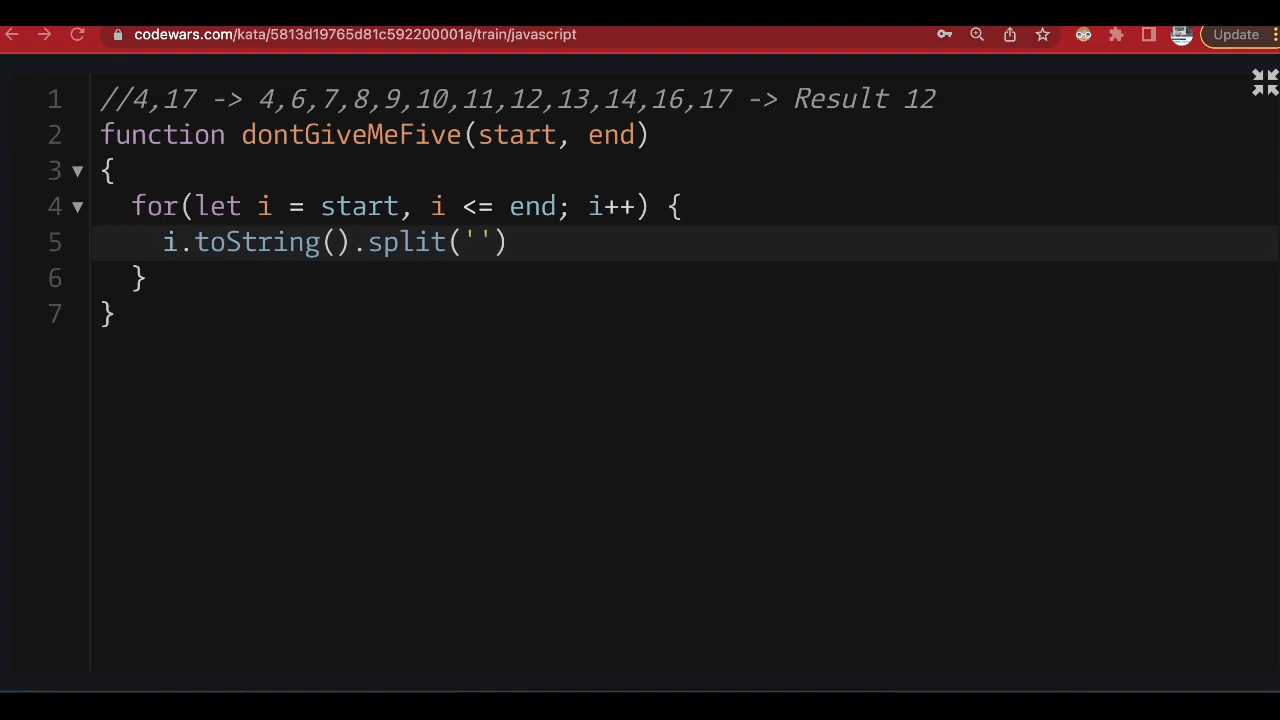 codewars.com/kata/5813d19765d81c592200001a/train/javascript Update
1 //4,17 -> 4,6,7,8,9,10,11,12,13,14,16,17 -> Result 12
2 function dontGiveMeFive(start, end)
3 {
4 for(let i = start, i <= end; i++) {
5 i.toString().split('')
6 }
7 }